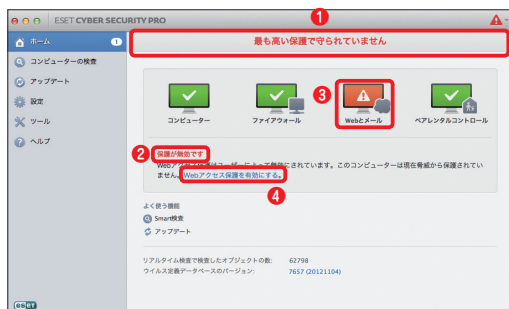 ESET CYBER SECURITY PRO
1
ホーム
1
最も高い保護で守られていません
コンピューターの検査
アップデート
設定
ツール
ヘルプ
3
コンピューター
ファイアウォール
Webとメール
ペアレンタルコントロール
2
保護が無効です
Webアクセス保護はユーザーによって無効にされています。このコンピューターは現在脅威から保護されてい
ません。Webアクセス保護を有効にする。
4
よく使う機能
Smart検査
アップデート
リアルタイム検査で検査したオブジェクトの数: 62798
ウイルス定義データベースのバージョン: 7657 (20121104)
eset